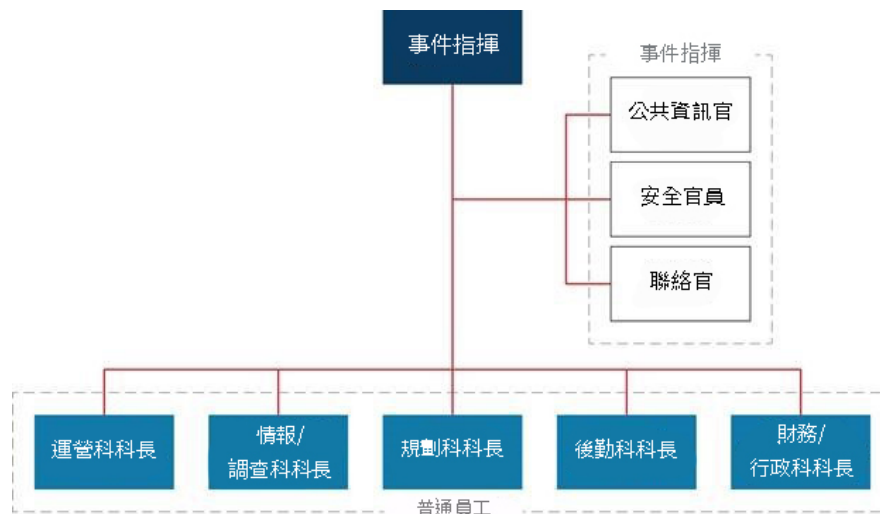 事件指揮
事件指揮
公共資訊官
安全官員
聯絡官
運營科科長
情報/
調查科科長
規劃科科長
後勤科科長
財務/
行政科科長
普通員工